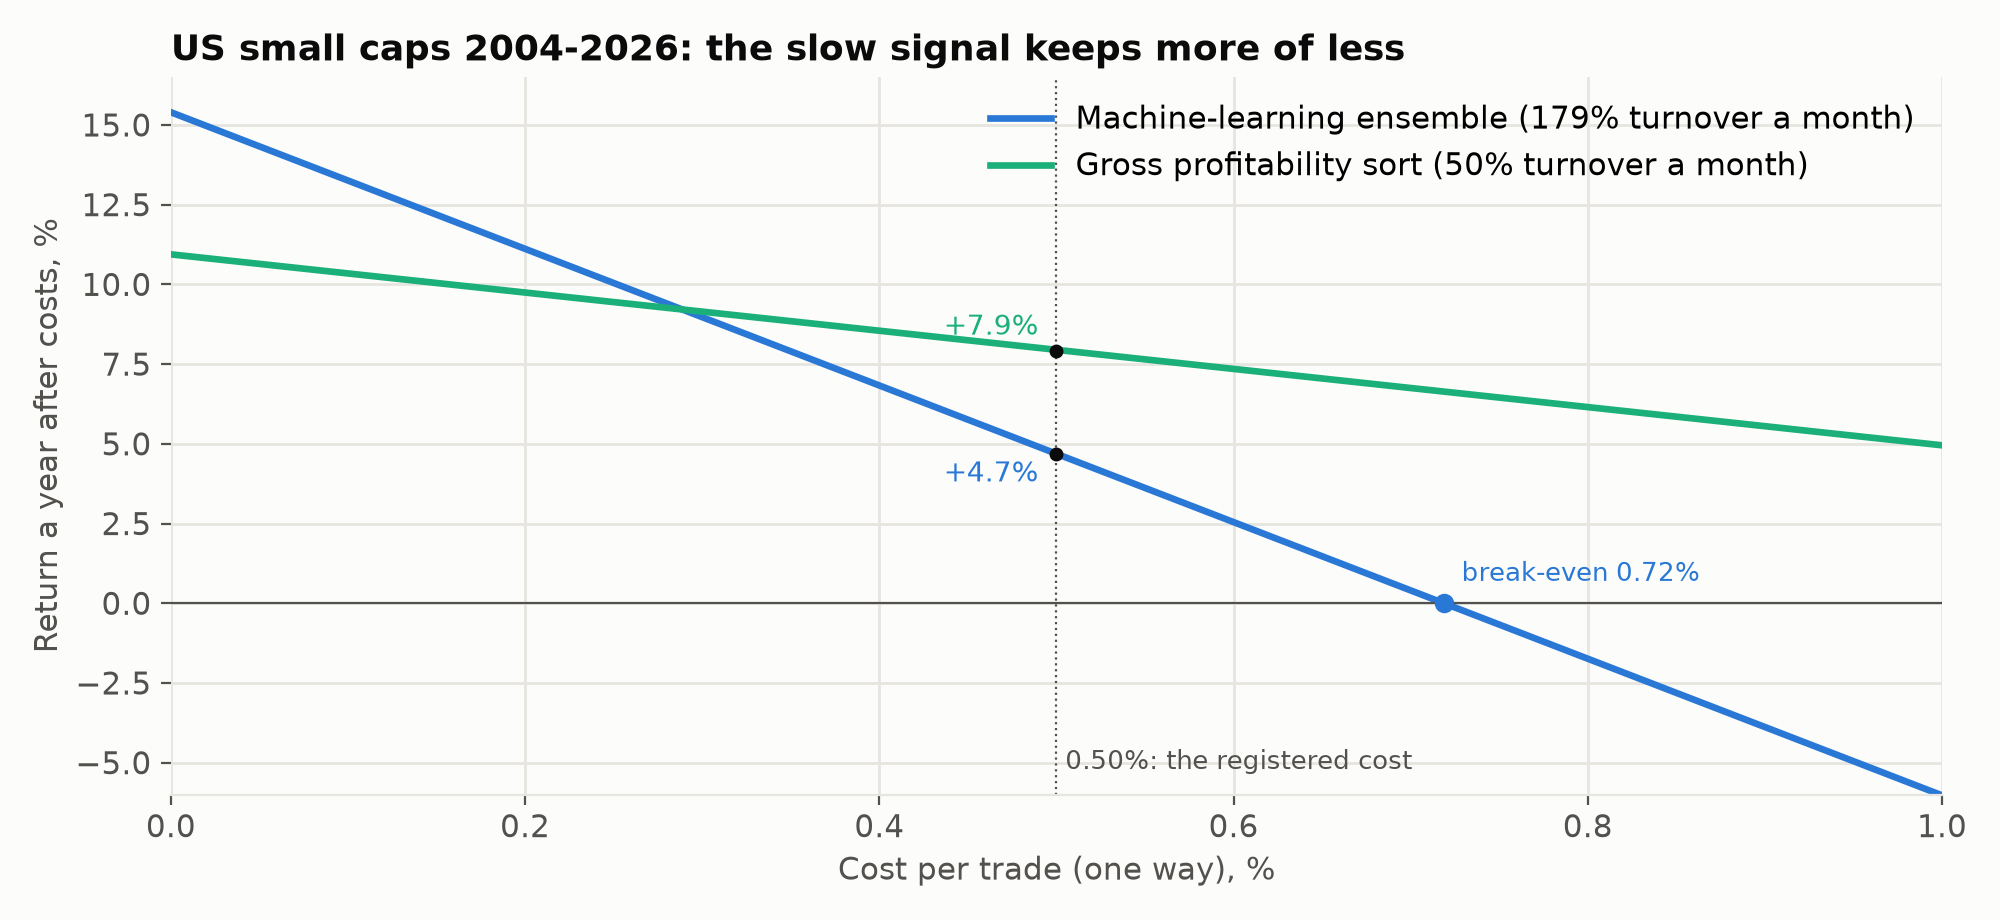 US small caps 2004-2026: the slow signal keeps more of less
Machine-learning ensemble (179% turnover a month)
Gross profitability sort (50% turnover a month)
Return a year after costs, %
15.0
12.5
10.0
7.5
5.0
2.5
0.0
−2.5
−5.0
+7.9%
+4.7%
break-even 0.72%
0.50%: the registered cost
0.0 0.2 0.4 0.6 0.8 1.0
Cost per trade (one way), %